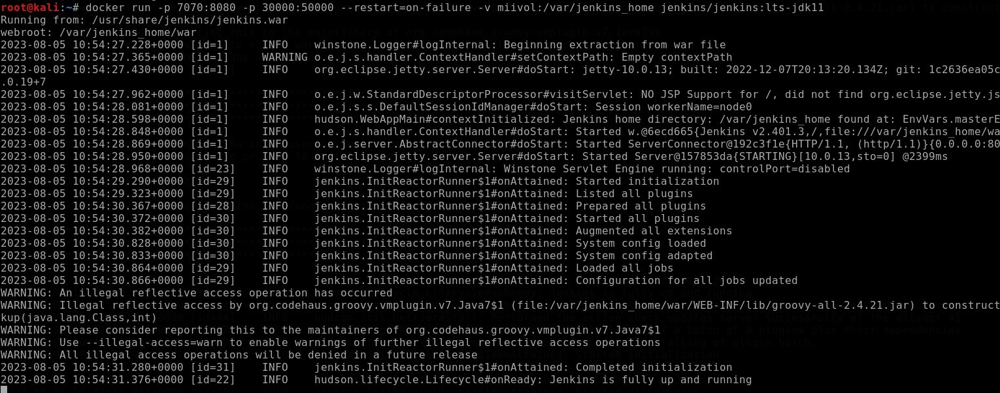 root@kali:~# docker run -p 7070:8080 -p 30000:50000 --restart=on-failure -v miivol:/var/jenkins_home jenkins/jenkins:lts-jdk11
Running from: /usr/share/jenkins/jenkins.war
webroot: /var/jenkins_home/war
2023-08-05 10:54:27.228+0000 [id=1]     INFO    winstone.Logger#logInternal: Beginning extraction from war file
2023-08-05 10:54:27.365+0000 [id=1]     WARNING o.e.j.s.handler.ContextHandler#setContextPath: Empty contextPath
2023-08-05 10:54:27.430+0000 [id=1]     INFO    org.eclipse.jetty.server.Server#doStart: jetty-10.0.13; built: 2022-12-07T20:13:20.134Z; git: 1c2636ea05c
.0.19+7
2023-08-05 10:54:27.962+0000 [id=1]     INFO    o.e.j.w.StandardDescriptorProcessor#visitServlet: NO JSP Support for /, did not find org.eclipse.jetty.js
2023-08-05 10:54:28.081+0000 [id=1]     INFO    o.e.j.s.s.DefaultSessionIdManager#doStart: Session workerName=node0
2023-08-05 10:54:28.598+0000 [id=1]     INFO    hudson.WebAppMain#contextInitialized: Jenkins home directory: /var/jenkins_home found at: EnvVars.masterE
2023-08-05 10:54:28.848+0000 [id=1]     INFO    o.e.j.s.handler.ContextHandler#doStart: Started w.@6ecd665{Jenkins v2.401.3,/,file:///var/jenkins_home/wa
2023-08-05 10:54:28.869+0000 [id=1]     INFO    o.e.j.server.AbstractConnector#doStart: Started ServerConnector@192c3f1e{HTTP/1.1, (http/1.1)}{0.0.0.0:80
2023-08-05 10:54:28.950+0000 [id=1]     INFO    org.eclipse.jetty.server.Server#doStart: Started Server@157853da{STARTING}[10.0.13,sto=0] @2399ms
2023-08-05 10:54:28.968+0000 [id=23]    INFO    winstone.Logger#logInternal: Winstone Servlet Engine running: controlPort=disabled
2023-08-05 10:54:29.290+0000 [id=29]    INFO    jenkins.InitReactorRunner$1#onAttained: Started initialization
2023-08-05 10:54:29.323+0000 [id=29]    INFO    jenkins.InitReactorRunner$1#onAttained: Listed all plugins
2023-08-05 10:54:30.367+0000 [id=28]    INFO    jenkins.InitReactorRunner$1#onAttained: Prepared all plugins
2023-08-05 10:54:30.372+0000 [id=30]    INFO    jenkins.InitReactorRunner$1#onAttained: Started all plugins
2023-08-05 10:54:30.382+0000 [id=30]    INFO    jenkins.InitReactorRunner$1#onAttained: Augmented all extensions
2023-08-05 10:54:30.828+0000 [id=30]    INFO    jenkins.InitReactorRunner$1#onAttained: System config loaded
2023-08-05 10:54:30.833+0000 [id=30]    INFO    jenkins.InitReactorRunner$1#onAttained: System config adapted
2023-08-05 10:54:30.864+0000 [id=29]    INFO    jenkins.InitReactorRunner$1#onAttained: Loaded all jobs
2023-08-05 10:54:30.866+0000 [id=29]    INFO    jenkins.InitReactorRunner$1#onAttained: Configuration for all jobs updated
WARNING: An illegal reflective access operation has occurred
WARNING: Illegal reflective access by org.codehaus.groovy.vmplugin.v7.Java7$1 (file:/var/jenkins_home/war/WEB-INF/lib/groovy-all-2.4.21.jar) to construct
kup(java.lang.Class,int)
WARNING: Please consider reporting this to the maintainers of org.codehaus.groovy.vmplugin.v7.Java7$1
WARNING: Use --illegal-access=warn to enable warnings of further illegal reflective access operations
WARNING: All illegal access operations will be denied in a future release
2023-08-05 10:54:31.280+0000 [id=31]    INFO    jenkins.InitReactorRunner$1#onAttained: Completed initialization
2023-08-05 10:54:31.376+0000 [id=22]    INFO    hudson.lifecycle.Lifecycle#onReady: Jenkins is fully up and running